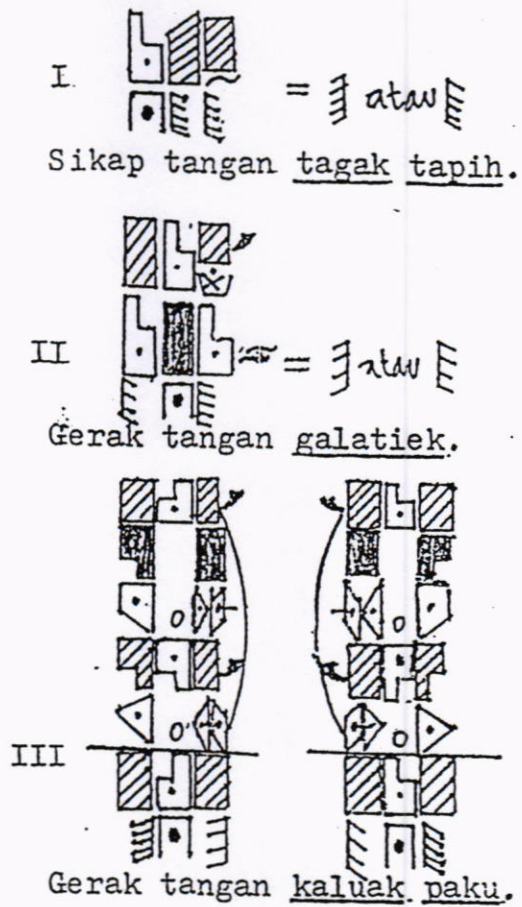 I
= atau
Sikap tangan tagak tapih.
II
= atau
Gerak tangan galatiek.
III
Gerak tangan kaluak paku.